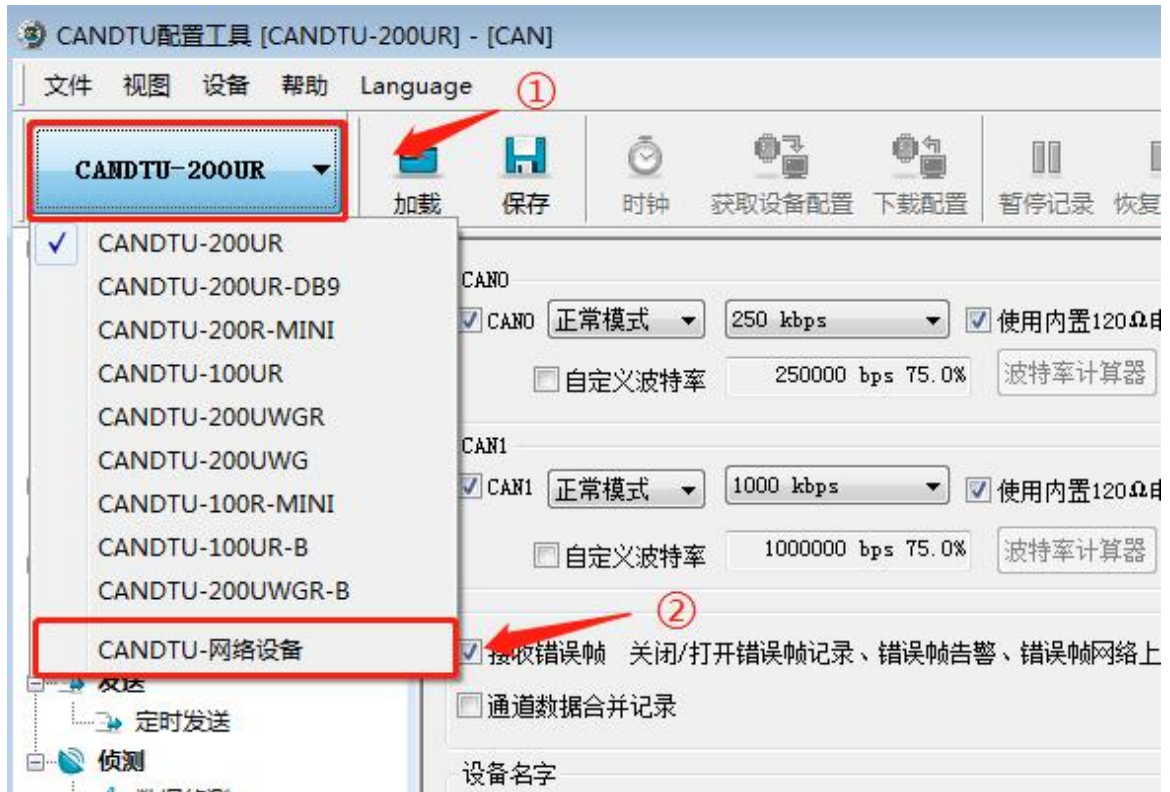 CANDTU配置工具 [CANDTU-200UR] - [CAN]
文件 视图 设备 帮助 Language
①
CANDTU-200UR
加载 保存 时钟 获取设备配置 下载配置 暂停记录 恢复
CANDTU-200UR
CANDTU-200UR-DB9
CANDTU-200R-MINI
CANDTU-100UR
CANDTU-200UWGR
CANDTU-200UWG
CANDTU-100R-MINI
CANDTU-100UR-B
CANDTU-200UWGR-B
CANDTU-网络设备
CAN0
CAN0 正常模式 250 kbps 使用内置120Ω电
自定义波特率 250000 bps 75.0% 波特率计算器
CAN1
CAN1 正常模式 1000 kbps 使用内置120Ω电
自定义波特率 1000000 bps 75.0% 波特率计算器
②
接收错误帧 关闭/打开错误帧记录、错误帧告警、错误帧网络上
通道数据合并记录
设备名字
发送
定时发送
侦测